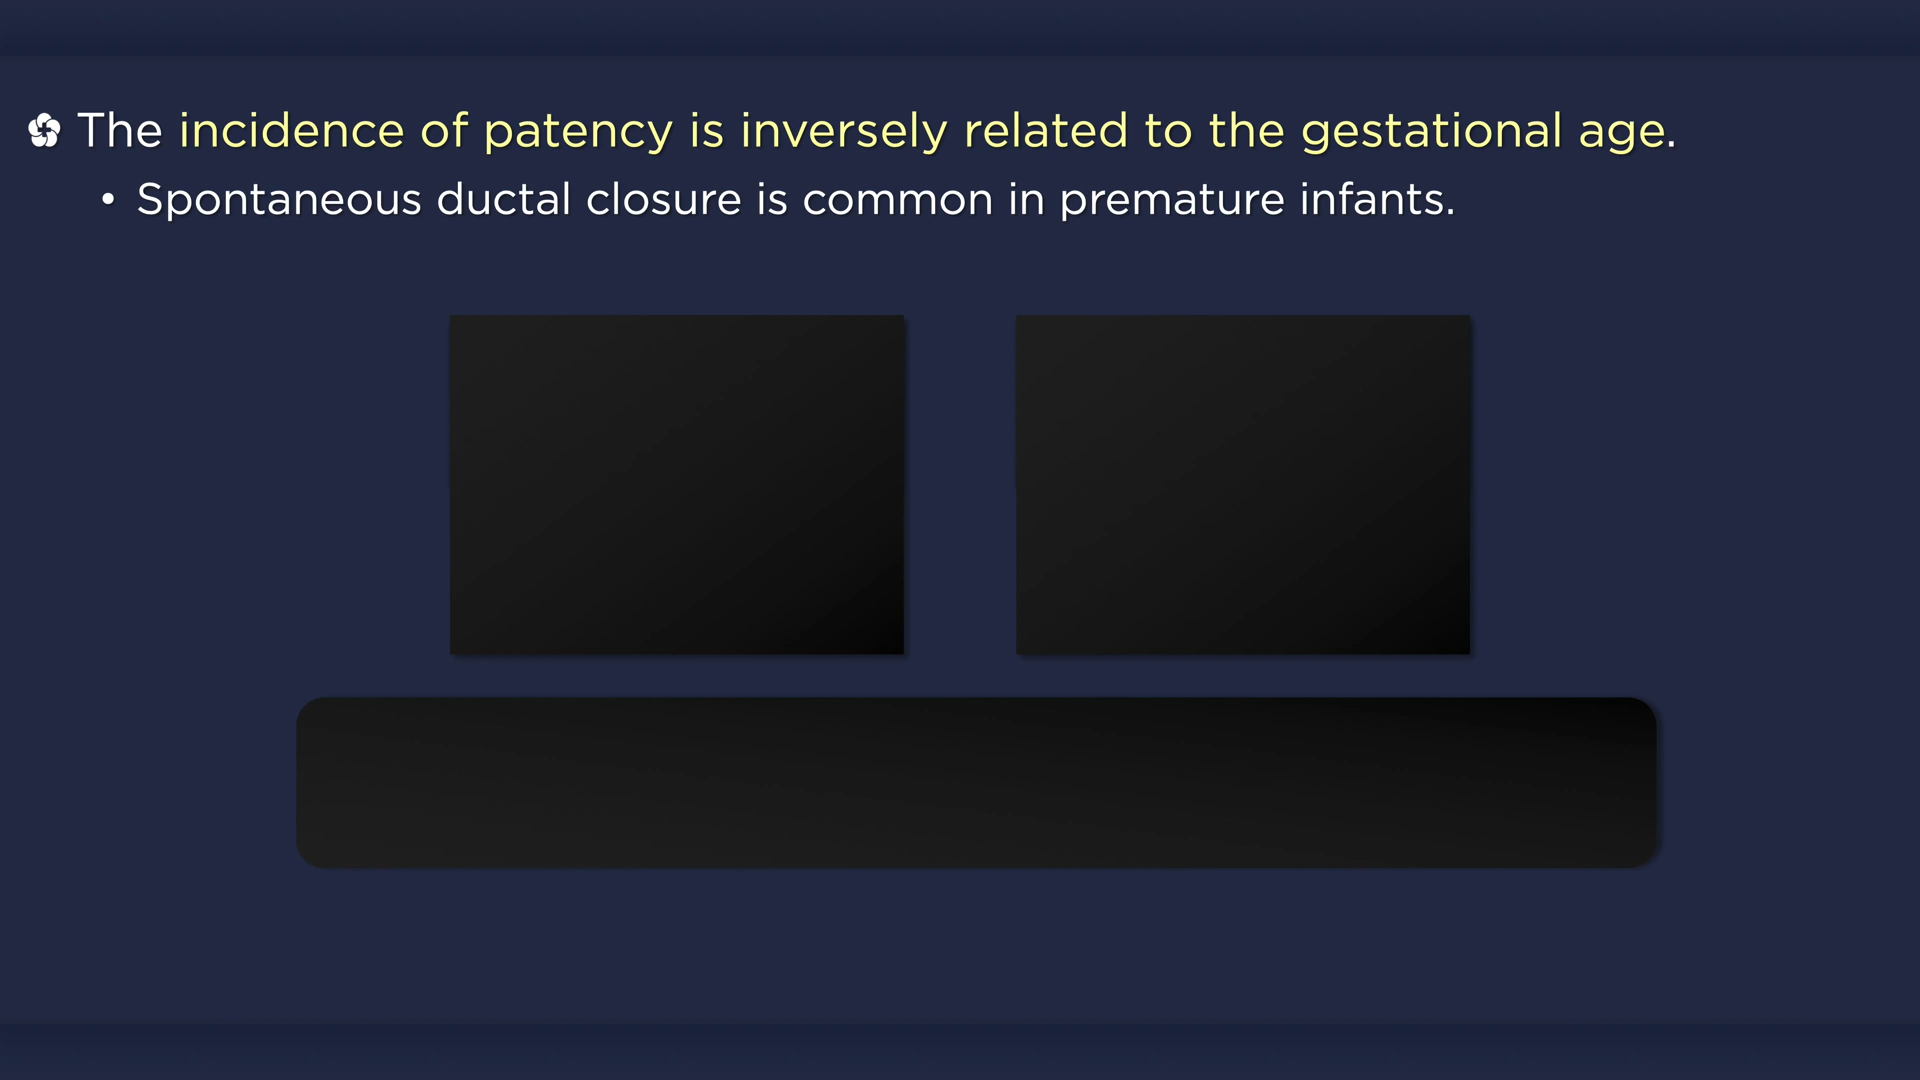 The incidence of patency is inversely related to the gestational age.
• Spontaneous ductal closure is common in premature infants.